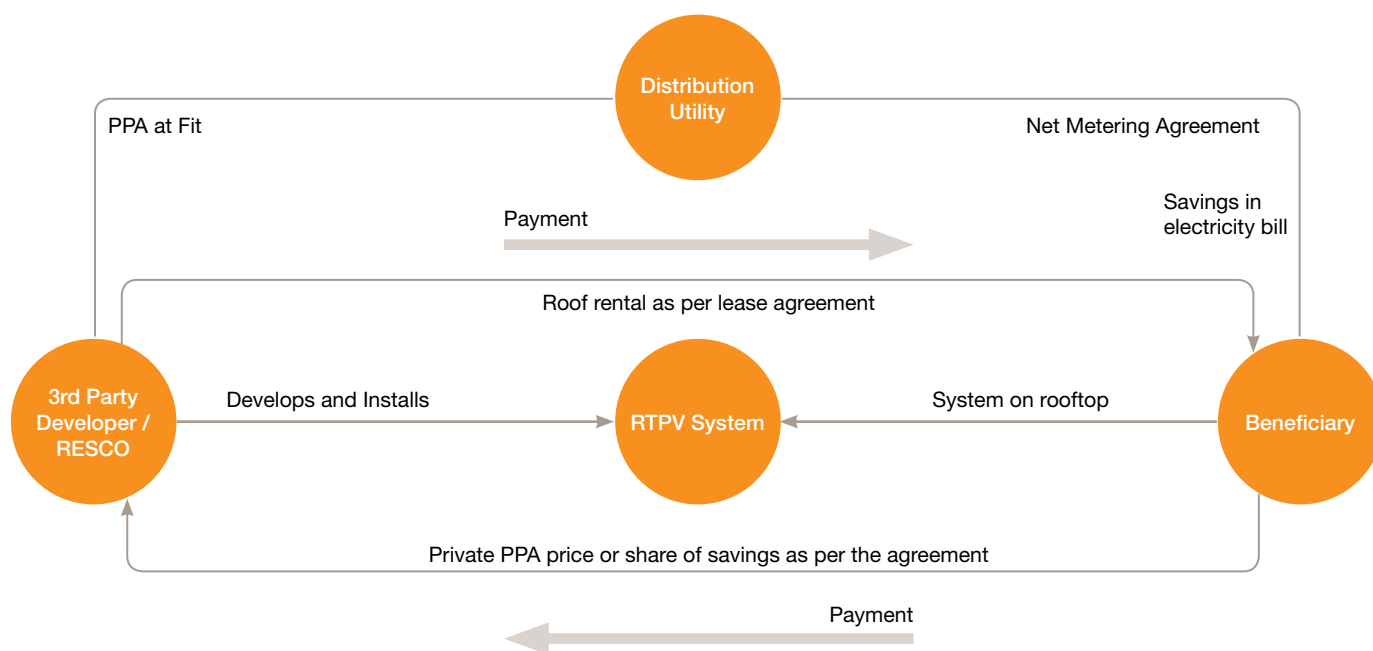 Distribution
Utility
PPA at Fit
Net Metering Agreement
Savings in
electricity bill
Payment
Roof rental as per lease agreement
3rd Party
Developer /
RESCO
Develops and Installs
RTPV System
System on rooftop
Beneficiary
Private PPA price or share of savings as per the agreement
Payment